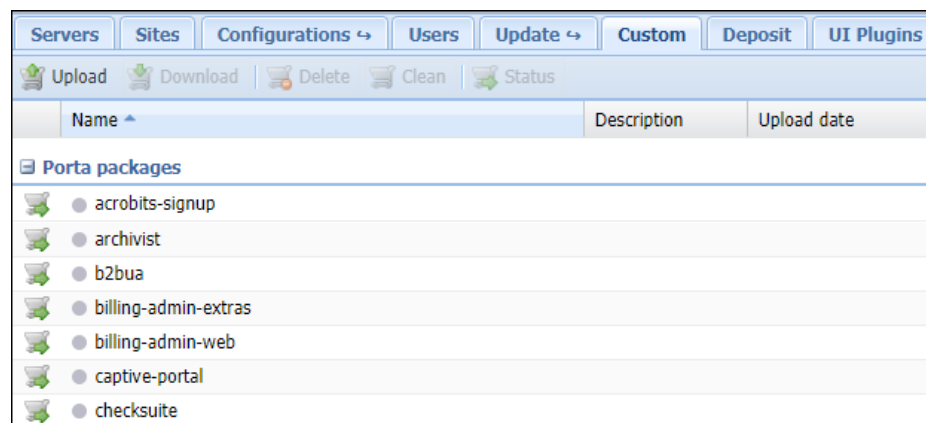 Servers Sites Configurations ↪ Users Update ↪ Custom Deposit UI Plugins
Upload Download Delete Clean Status
Name Description Upload date
Porta packages
acrobits-signup
archivist
b2bua
billing-admin-extras
billing-admin-web
captive-portal
checksuite